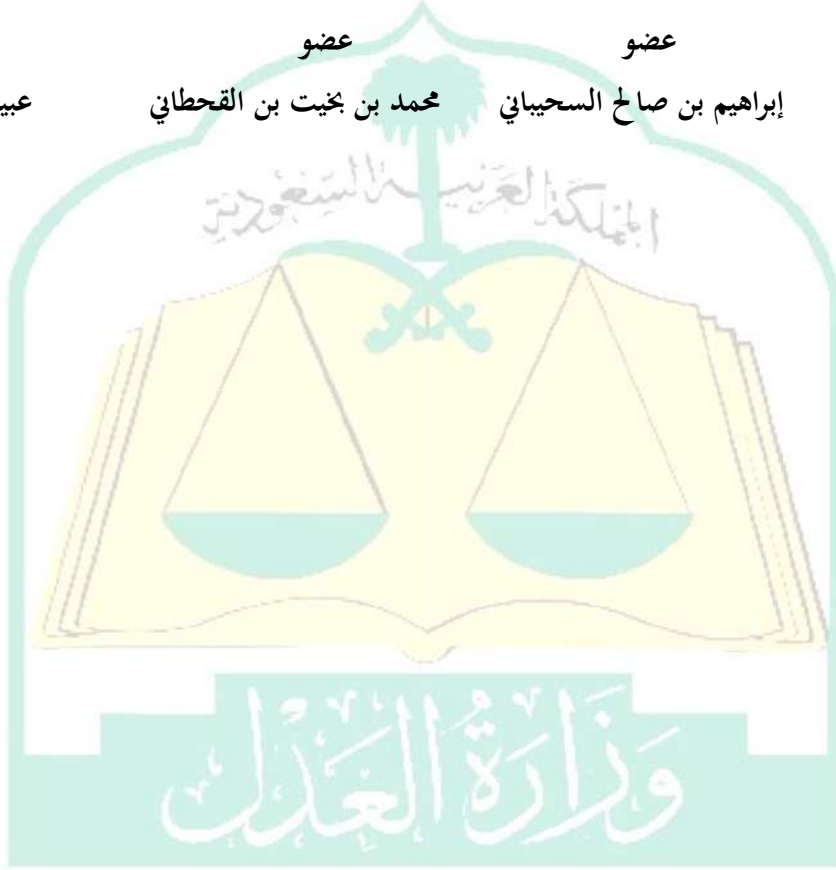 عضو عضو
إبراهيم بن صالح السحيباني محمد بن بخيت بن القحطاني
المملكة العربية السعودية
وزارة العدل